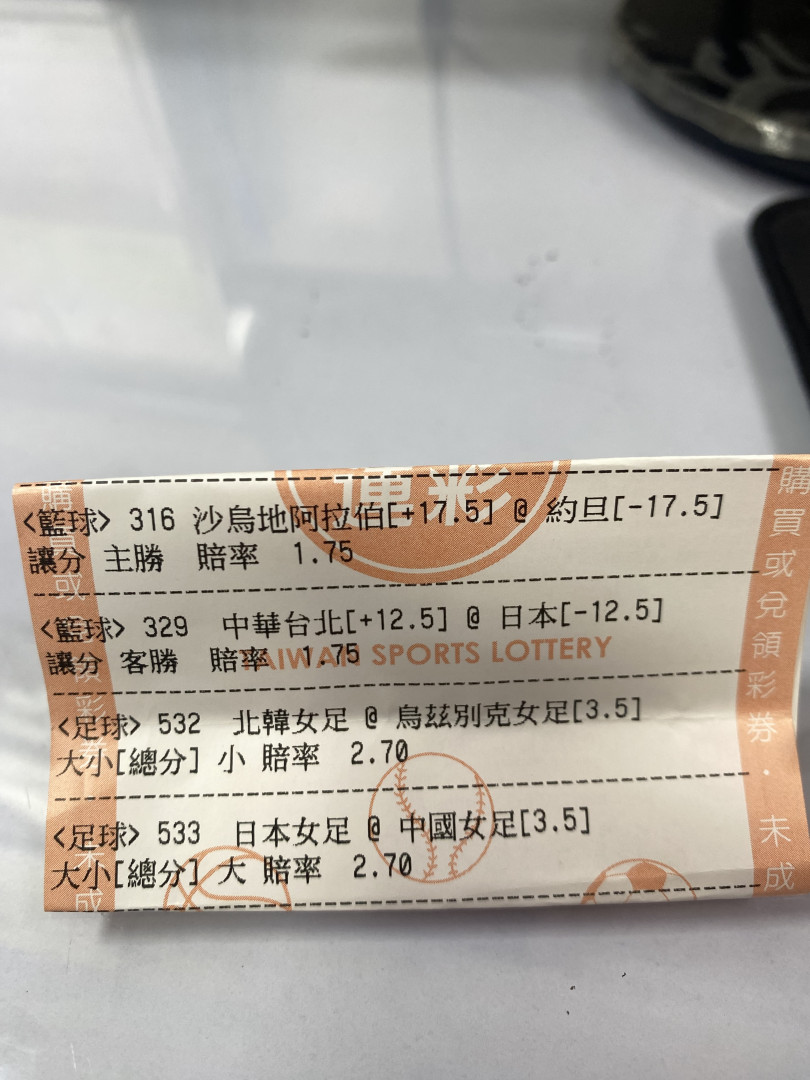 運彩
<籃球> 316 沙烏地阿拉伯[+17.5] @ 約旦[-17.5]
讓分 主勝 賠率 1.75
<籃球> 329 中華台北[+12.5] @ 日本[-12.5]
讓分 客勝 賠率 1.75
TAIWAN SPORTS LOTTERY
<足球> 532 北韓女足 @ 烏茲別克女足[3.5]
大小[總分] 小 賠率 2.70
<足球> 533 日本女足 @ 中國女足[3.5]
大小[總分] 大 賠率 2.70
購買或兌領彩券．未成